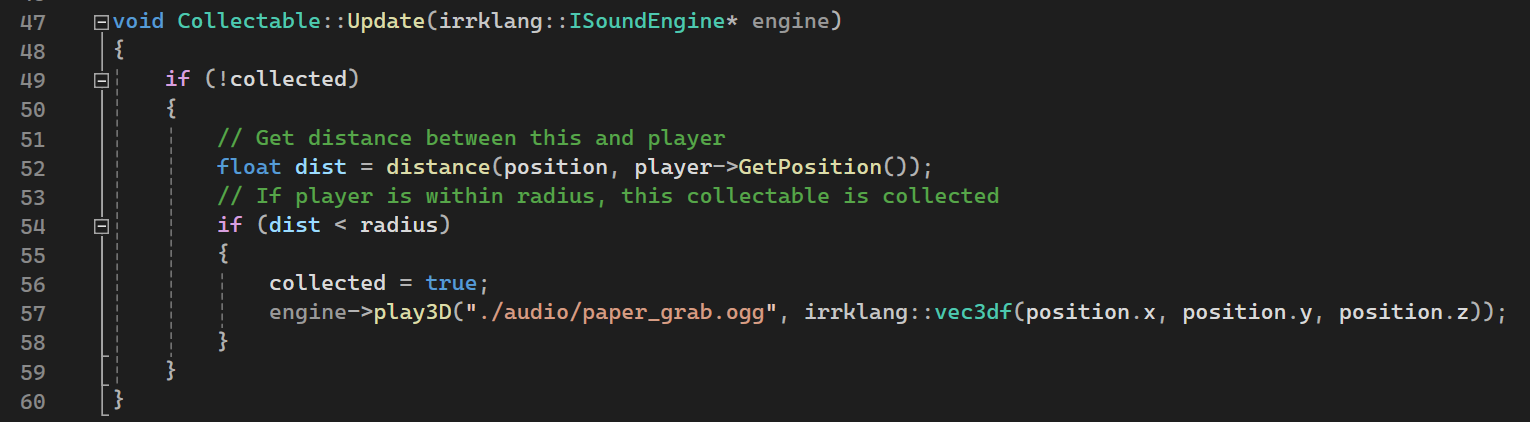 47 void Collectable::Update(irrklang::ISoundEngine* engine)
48 {
49     if (!collected)
50     {
51         // Get distance between this and player
52         float dist = distance(position, player->GetPosition());
53         // If player is within radius, this collectable is collected
54         if (dist < radius)
55         {
56             collected = true;
57             engine->play3D("./audio/paper_grab.ogg", irrklang::vec3df(position.x, position.y, position.z));
58         }
59     }
60 }